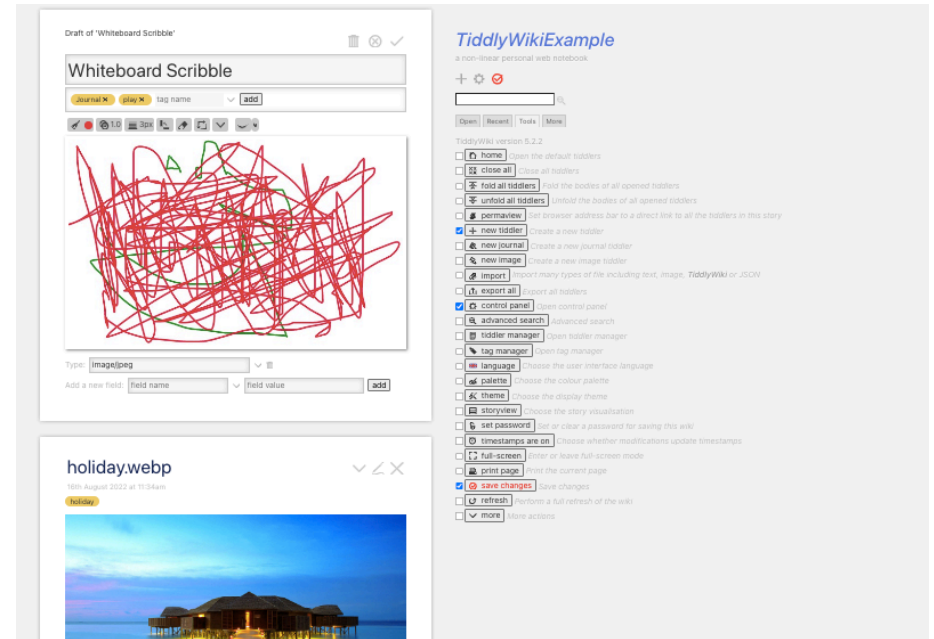 Draft of 'Whiteboard Scribble'
Whiteboard Scribble
Journal × play × tag name add
1.0 3px
Type: image/jpeg
Add a new field: field name field value add
holiday.webp
16th August 2022 at 11:34am
holiday
TiddlyWikiExample
a non-linear personal web notebook
Open Recent Tools More
TiddlyWiki version 5.2.2
home Open the default tiddlers
close all Close all tiddlers
fold all tiddlers Fold the bodies of all opened tiddlers
unfold all tiddlers Unfold the bodies of all opened tiddlers
permaview Set browser address bar to a direct link to all the tiddlers in this story
new tiddler Create a new tiddler
new journal Create a new journal tiddler
new image Create a new image tiddler
import Import many types of file including text, image, TiddlyWiki or JSON
export all Export all tiddlers
control panel Open control panel
advanced search Advanced search
tiddler manager Open tiddler manager
tag manager Open tag manager
language Choose the user interface language
palette Choose the colour palette
theme Choose the display theme
storyview Choose the story visualisation
set password Set or clear a password for saving this wiki
timestamps are on Choose whether modifications update timestamps
full-screen Enter or leave full-screen mode
print page Print the current page
save changes Save changes
refresh Perform a full refresh of the wiki
more More actions